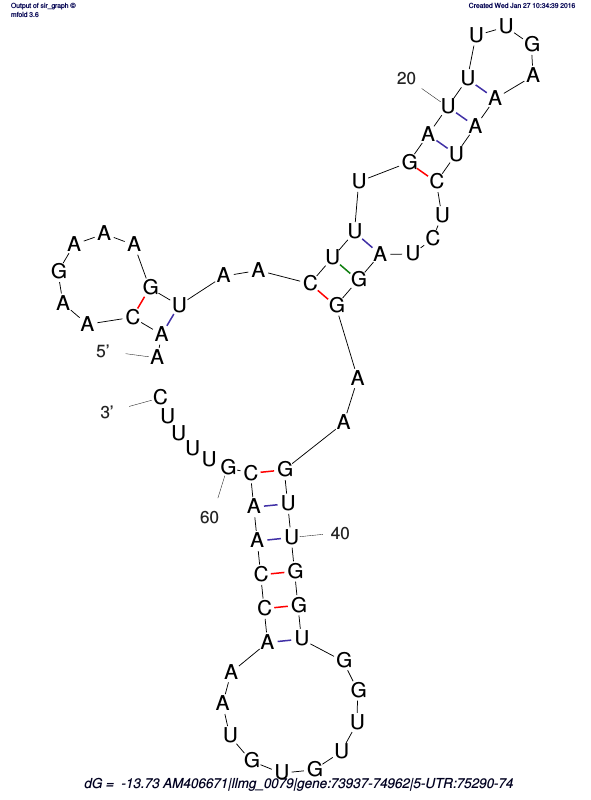 Output of sir_graph ©
mfold 3.6
Created Wed Jan 27 10:34:39 2016
5'
A A C A A G A A A G U A A C U U U G A U
20
U U U G A A A U C U C U A G G A A G U U
40
G G U G G U U G U G U A A A C C A A C G
60
U U U U C
3'
dG = -13.73 AM406671|llmg_0079|gene:73937-74962|5-UTR:75290-74